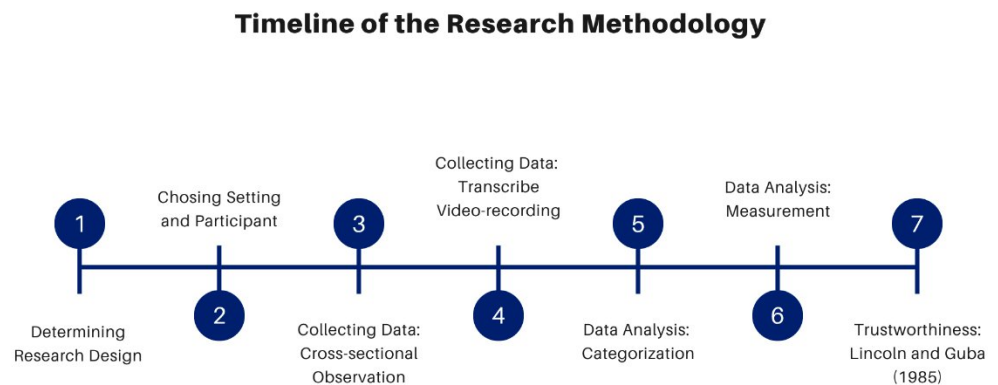 Timeline of the Research Methodology
1
Determining
Research Design
Chosing Setting
and Participant
2
3
Collecting Data:
Cross-sectional
Observation
Collecting Data:
Transcribe
Video-recording
4
5
Data Analysis:
Categorization
Data Analysis:
Measurement
6
7
Trustworthiness:
Lincoln and Guba
(1985)